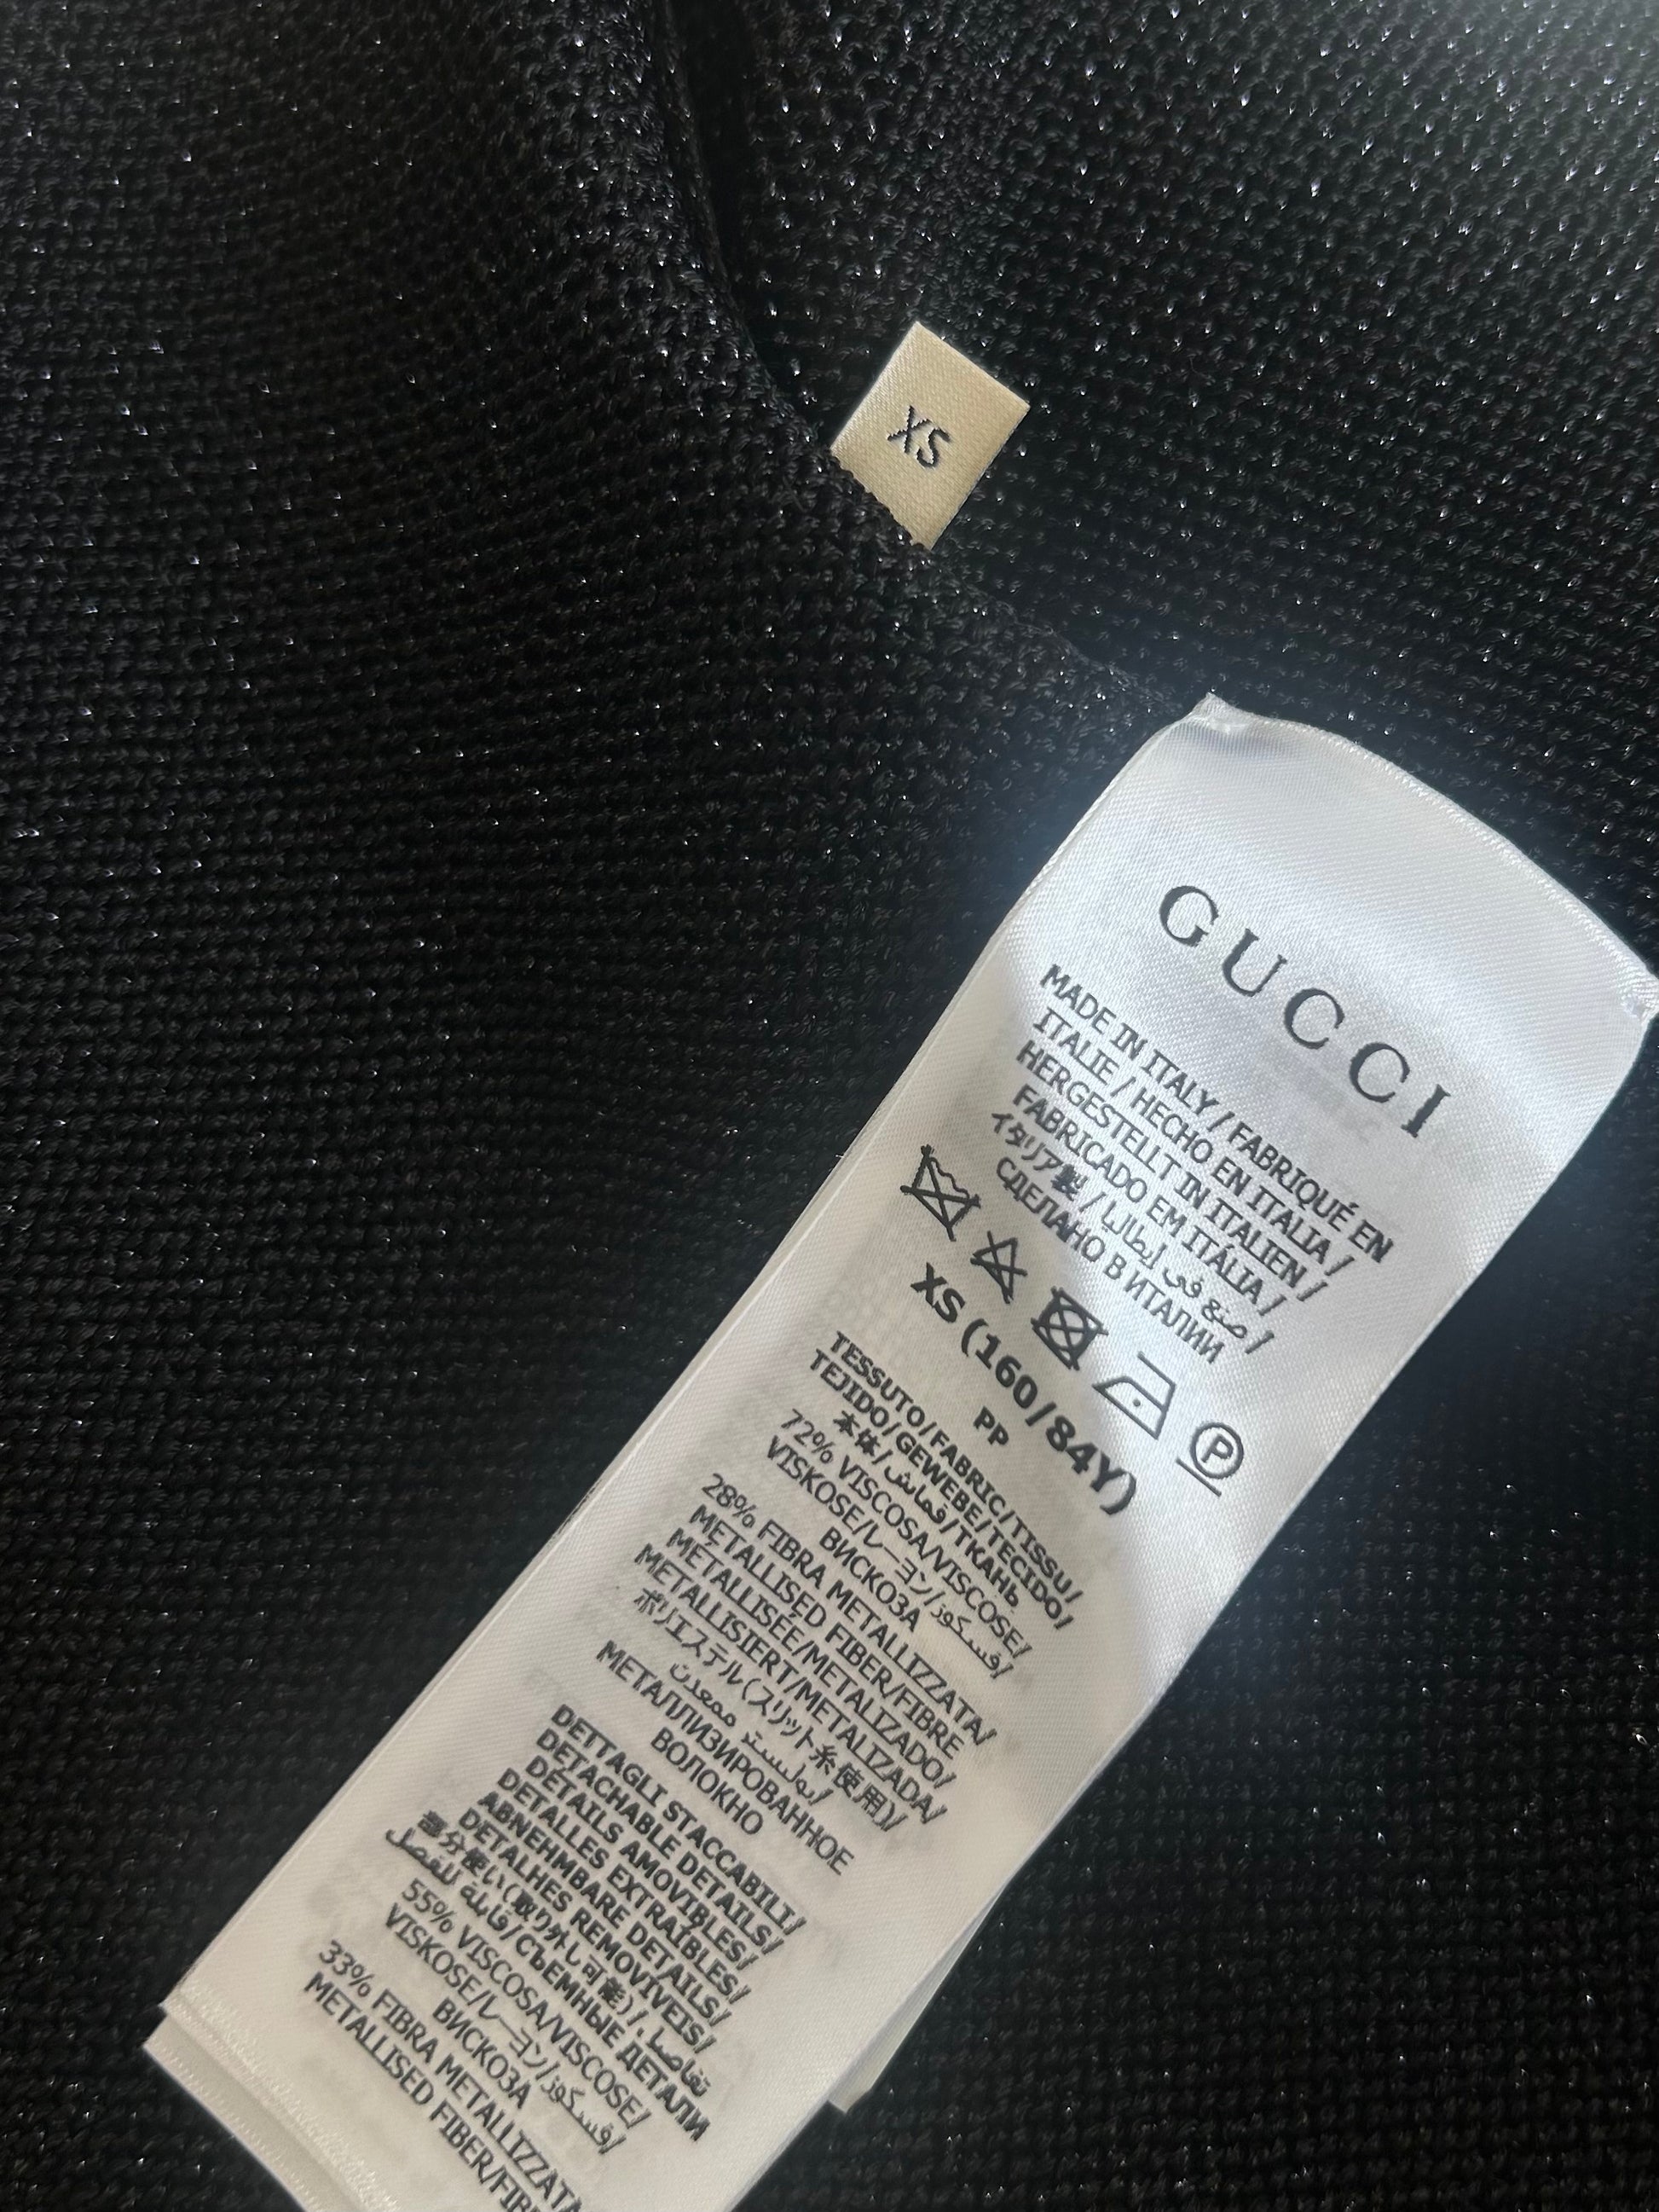 XS
GUCCI
MADE IN ITALY / FABRIQUÉ EN
ITALIE / HECHO EN ITALIA /
HERGESTELLT IN ITALIEN /
FABRICADO EM ITÁLIA /
イタリア製 / صنع في إيطاليا /
СДЕЛАНО В ИТАЛИИ
P
XS (160/84Y)
PP
TESSUTO/FABRIC/TISSU/
TEJIDO/GEWEBE/TECIDO/
本体/قماش/ТКАНЬ
72% VISCOSA/VISCOSE/
VISKOSE/レーヨン/فسكوز/
ВИСКОЗА
28% FIBRA METALLIZZATA/
METALLISED FIBER/FIBRE
MÉTALLISÉE/METALIZADO/
METALLISIERT/METALIZADA/
ポリエステル(スリット糸使用)/
بوليستر ممعدن/
МЕТАЛЛИЗИРОВАННОЕ
ВОЛОКНО
DETTAGLI STACCABILI/
DETACHABLE DETAILS/
DÉTAILS AMOVIBLES/
DETALLES EXTRAÍBLES/
ABNEHMBARE DETAILS/
DETALHES REMOVÍVEIS/
部分使い(取り外し可能)/تفاصيل
قابلة للفصل/СЪЕМНЫЕ ДЕТАЛИ
55% VISCOSA/VISCOSE/
VISKOSE/レーヨン/فسكوز/
ВИСКОЗА
33% FIBRA METALLIZZATA
METALLISED FIBER/FIBR